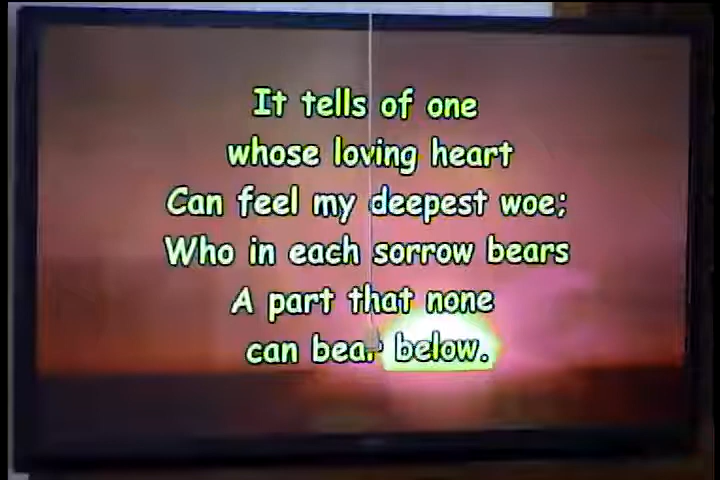 It tells of one
whose loving heart
Can feel my deepest woe;
Who in each sorrow bears
A part that none
can bear below.